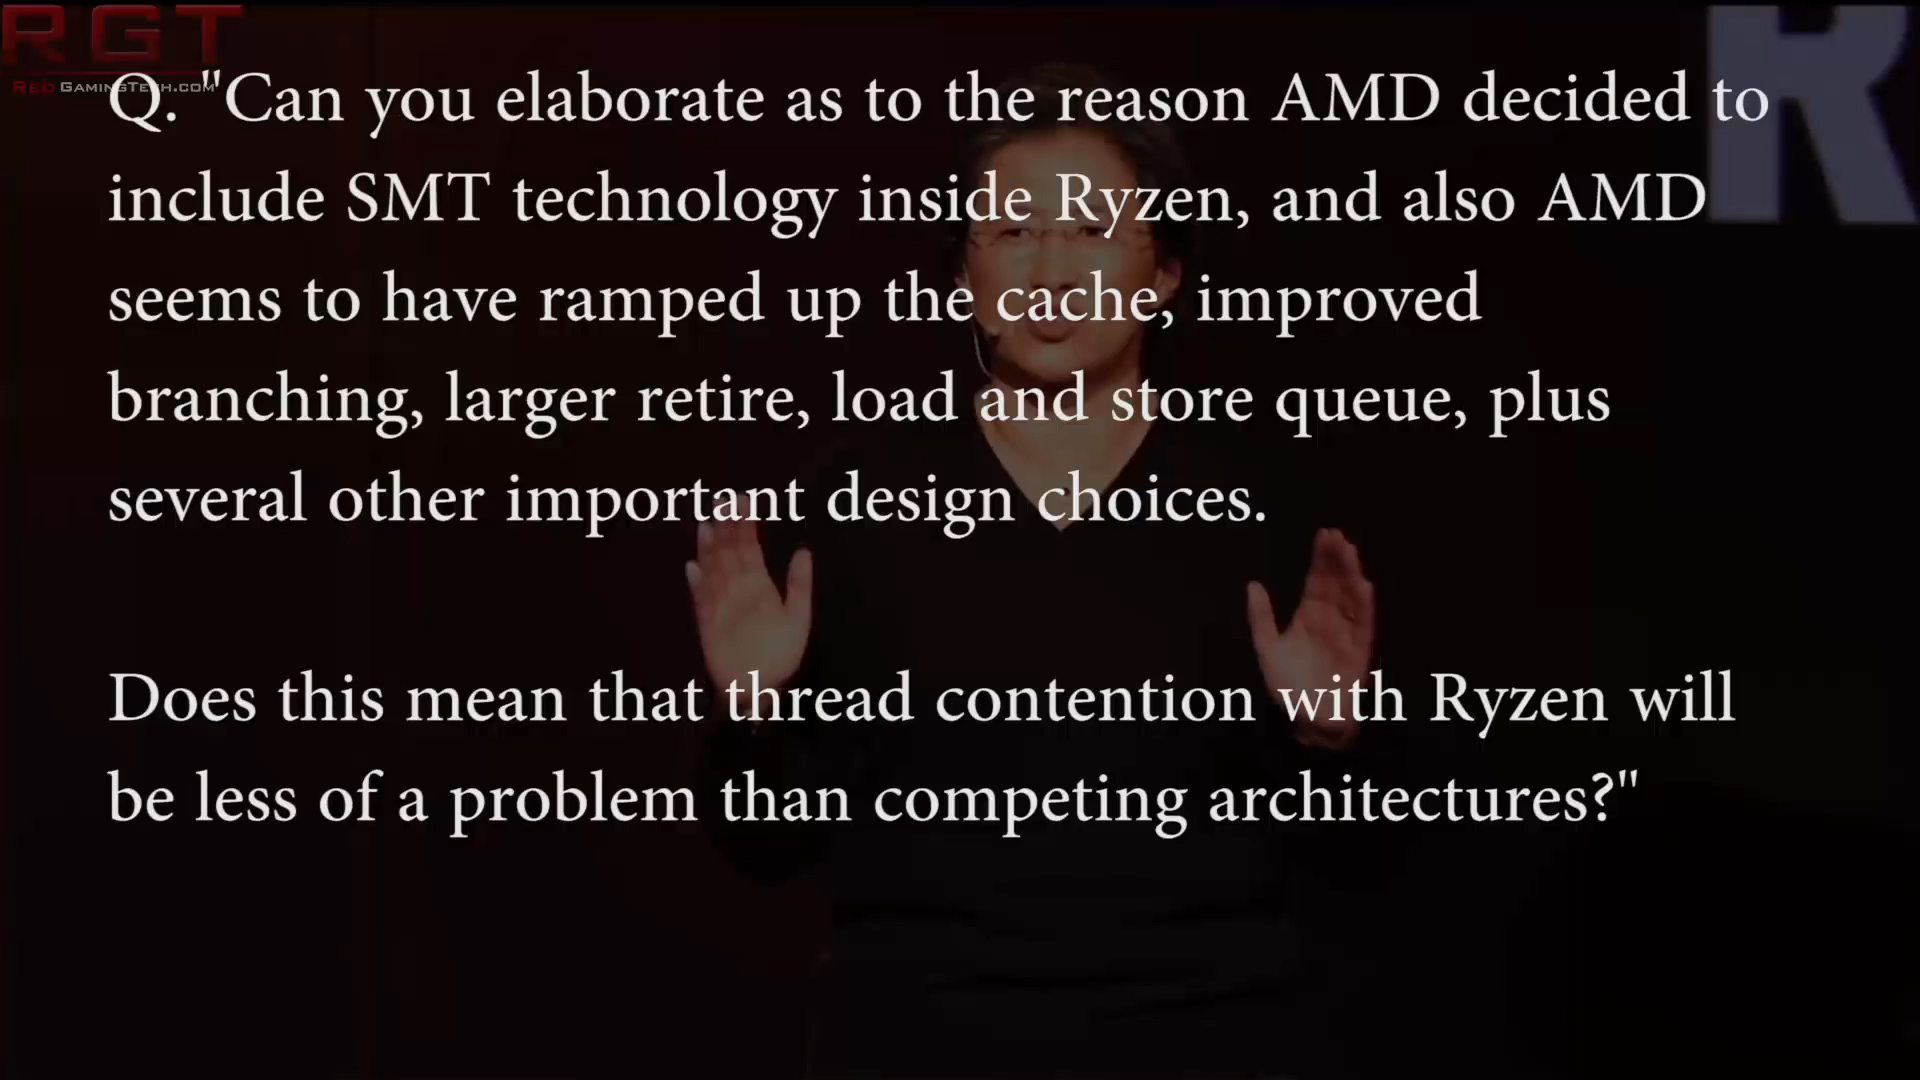 RGT
RedGamingTech.com
Q. "Can you elaborate as to the reason AMD decided to
include SMT technology inside Ryzen, and also AMD
seems to have ramped up the cache, improved
branching, larger retire, load and store queue, plus
several other important design choices.
Does this mean that thread contention with Ryzen will
be less of a problem than competing architectures?"
R